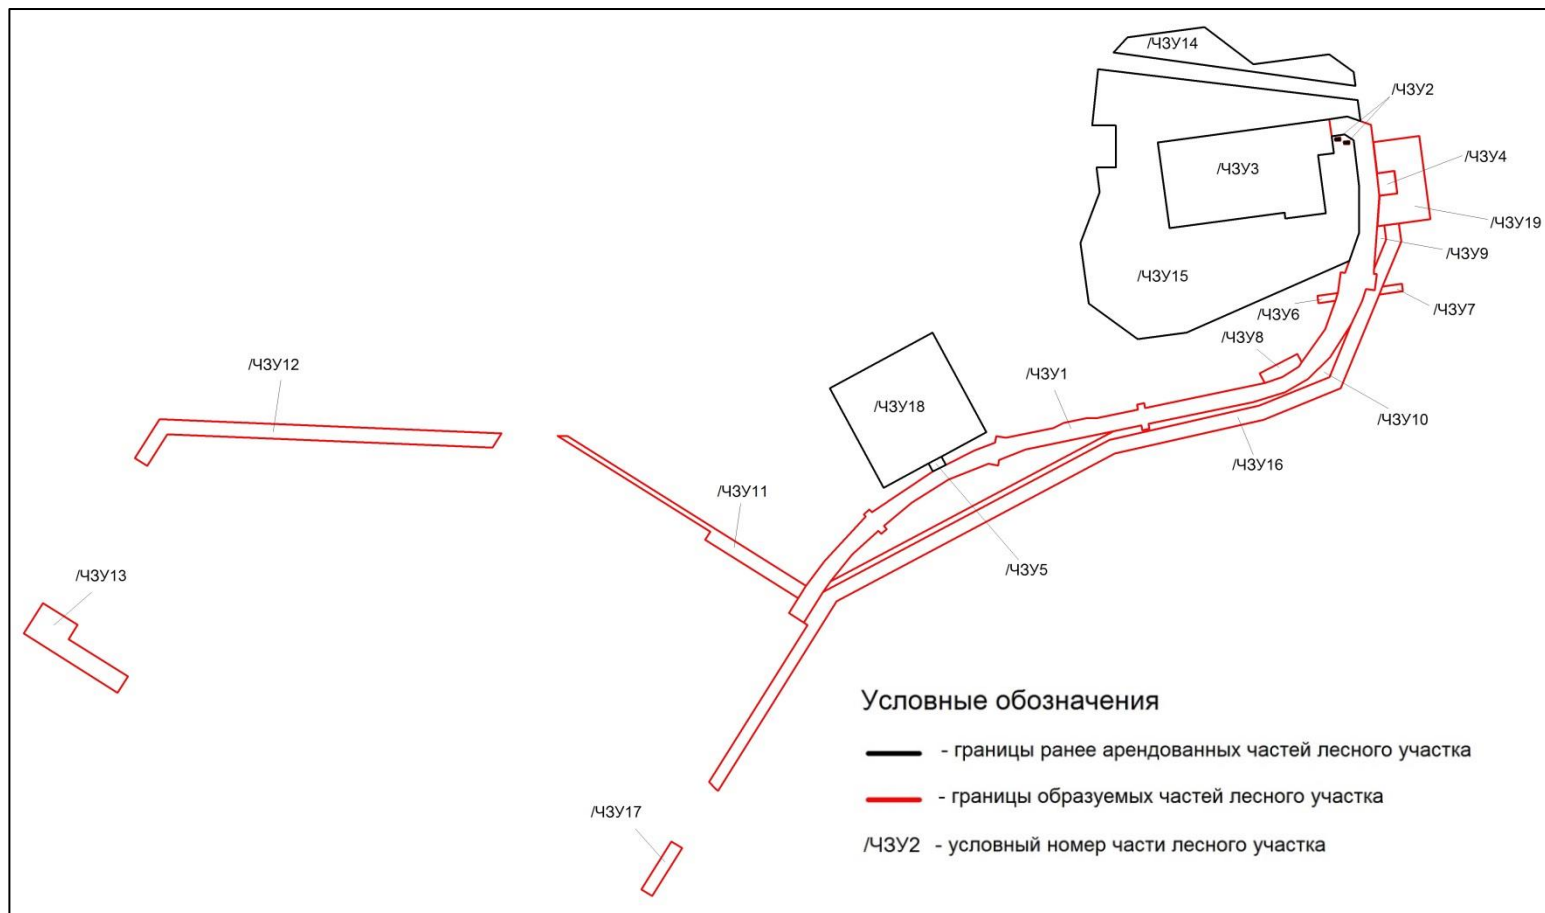 /ЧЗУ14
/ЧЗУ2
/ЧЗУ4
/ЧЗУ3
/ЧЗУ19
/ЧЗУ9
/ЧЗУ15
/ЧЗУ7
/ЧЗУ6
/ЧЗУ8
/ЧЗУ12
/ЧЗУ1
/ЧЗУ18
/ЧЗУ10
/ЧЗУ16
/ЧЗУ11
/ЧЗУ5
/ЧЗУ13
Условные обозначения
- границы ранее арендованных частей лесного участка
- границы образуемых частей лесного участка
/ЧЗУ17
/ЧЗУ2 - условный номер части лесного участка